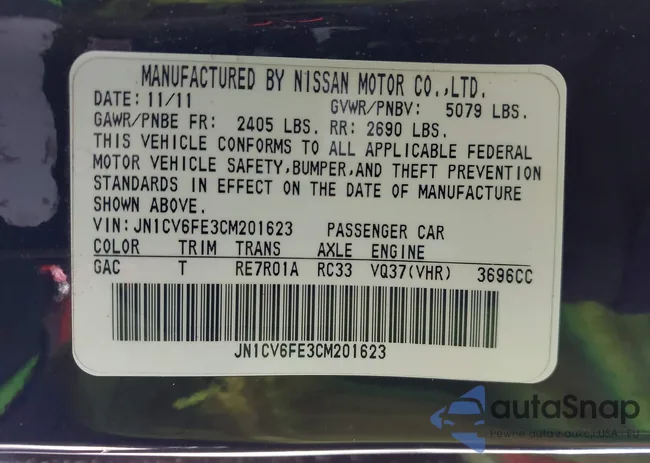 MANUFACTURED BY NISSAN MOTOR CO.,LTD.
DATE: 11/11 GVWR/PNBV: 5079 LBS.
GAWR/PNBE FR: 2405 LBS. RR: 2690 LBS.
THIS VEHICLE CONFORMS TO ALL APPLICABLE FEDERAL
MOTOR VEHICLE SAFETY,BUMPER,AND THEFT PREVENTION
STANDARDS IN EFFECT ON THE DATE OF MANUFACTURE
SHOWN ABOVE.
VIN: JN1CV6FE3CM201623 PASSENGER CAR
COLOR TRIM TRANS AXLE ENGINE
GAC T RE7R01A RC33 VQ37(VHR) 3696CC
JN1CV6FE3CM201623
autoSnap